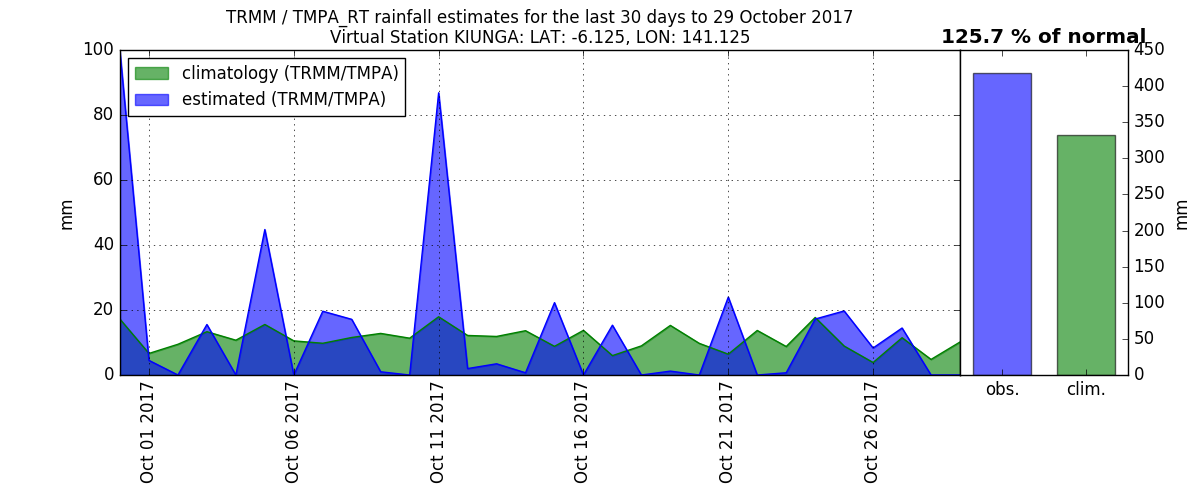 TRMM / TMPA_RT rainfall estimates for the last 30 days to 29 October 2017
Virtual Station KIUNGA: LAT: -6.125, LON: 141.125
125.7 % of normal
climatology (TRMM/TMPA)
estimated (TRMM/TMPA)
100
80
60
40
20
0
mm
Oct 01 2017
Oct 06 2017
Oct 11 2017
Oct 16 2017
Oct 21 2017
Oct 26 2017
obs.
clim.
450
400
350
300
250
200
150
100
50
0
mm